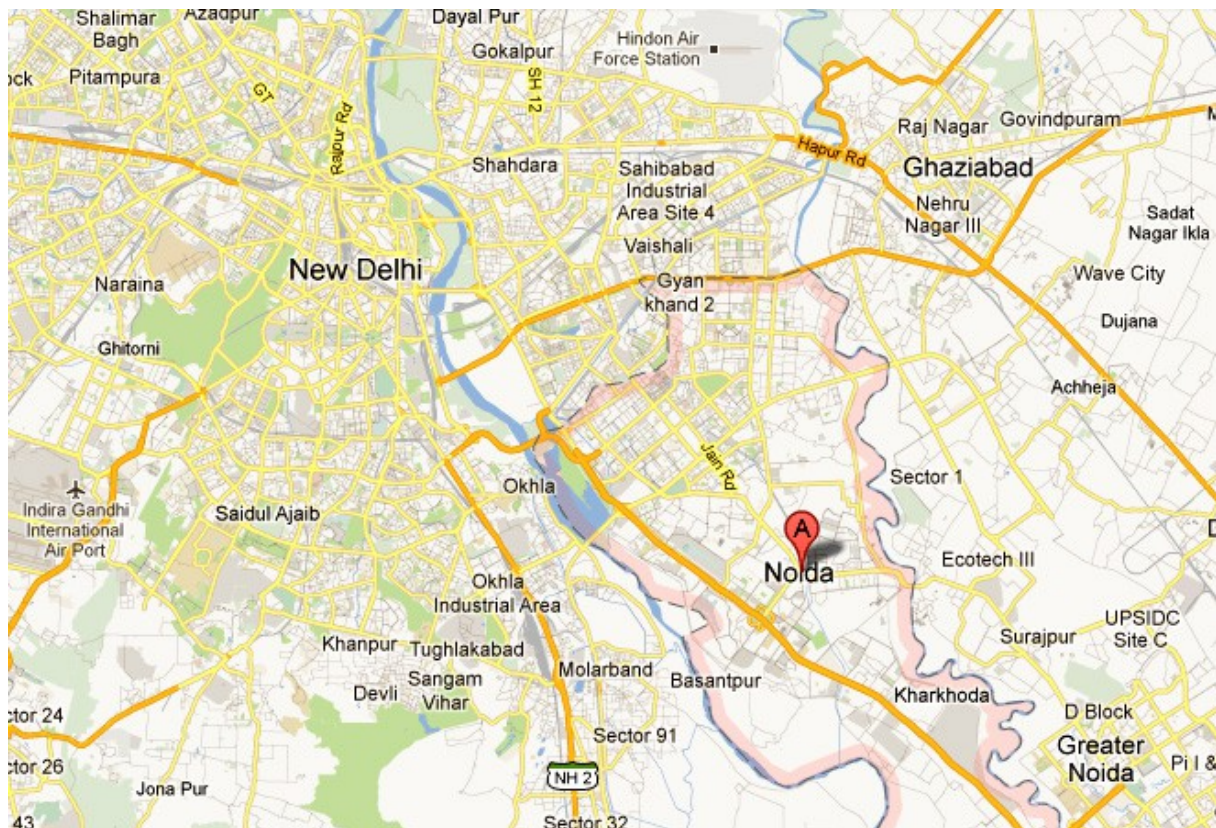 Shalimar
Bagh
Azadpur
Dayal Pur
Gokalpur
Hindon Air
Force Station
ock
Pitampura
GT
Rajpur Rd
SH 12
Raj Nagar
Govindpuram
Hapur Rd
Shahdara
Sahibabad
Industrial
Area Site 4
Ghaziabad
Nehru
Nagar III
Sadat
Nagar Ikla
Vaishali
New Delhi
Naraina
Gyan
khand 2
Wave City
Dujana
Ghitorni
Achheja
Jain Rd
Sector 1
Okhla
Indira Gandhi
International
Air Port
Saidul Ajaib
A
Noida
Ecotech III
Okhla
Industrial Area
UPSIDC
Site C
Surajpur
Khanpur
Tughlakabad
Molarband
Basantpur
Devli
Sangam
Vihar
Kharkhoda
ctor 24
Sector 91
D Block
Greater
Noida
Pi I &
ctor 26
NH 2
Jona Pur
43
Sector 32